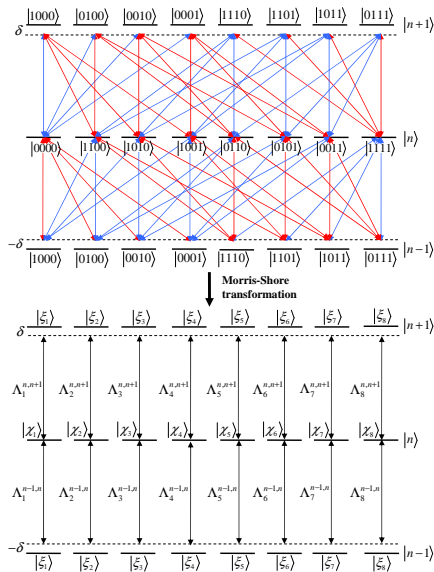 |1000⟩ |0100⟩ |0010⟩ |0001⟩ |1110⟩ |1101⟩ |1011⟩ |0111⟩ |n+1⟩
δ
|n⟩
|0000⟩ |1100⟩ |1010⟩ |1001⟩ |0110⟩ |0101⟩ |0011⟩ |1111⟩
−δ
|1000⟩ |0100⟩ |0010⟩ |0001⟩ |1110⟩ |1101⟩ |1011⟩ |0111⟩ |n−1⟩
Morris-Shore
transformation
|ξ₁⟩ |ξ₂⟩ |ξ₃⟩ |ξ₄⟩ |ξ₅⟩ |ξ₆⟩ |ξ₇⟩ |ξ₈⟩ |n+1⟩
δ
Λ₁ⁿ,ⁿ⁺¹ Λ₂ⁿ,ⁿ⁺¹ Λ₃ⁿ,ⁿ⁺¹ Λ₄ⁿ,ⁿ⁺¹ Λ₅ⁿ,ⁿ⁺¹ Λ₆ⁿ,ⁿ⁺¹ Λ₇ⁿ,ⁿ⁺¹ Λ₈ⁿ,ⁿ⁺¹
|χ₁⟩ |χ₂⟩ |χ₃⟩ |χ₄⟩ |χ₅⟩ |χ₆⟩ |χ₇⟩ |χ₈⟩ |n⟩
Λ₁ⁿ⁻¹,ⁿ Λ₂ⁿ⁻¹,ⁿ Λ₃ⁿ⁻¹,ⁿ Λ₄ⁿ⁻¹,ⁿ Λ₅ⁿ⁻¹,ⁿ Λ₆ⁿ⁻¹,ⁿ Λ₇ⁿ⁻¹,ⁿ Λ₈ⁿ⁻¹,ⁿ
−δ
|ξ₁⟩ |ξ₂⟩ |ξ₃⟩ |ξ₄⟩ |ξ₅⟩ |ξ₆⟩ |ξ₇⟩ |ξ₈⟩ |n−1⟩